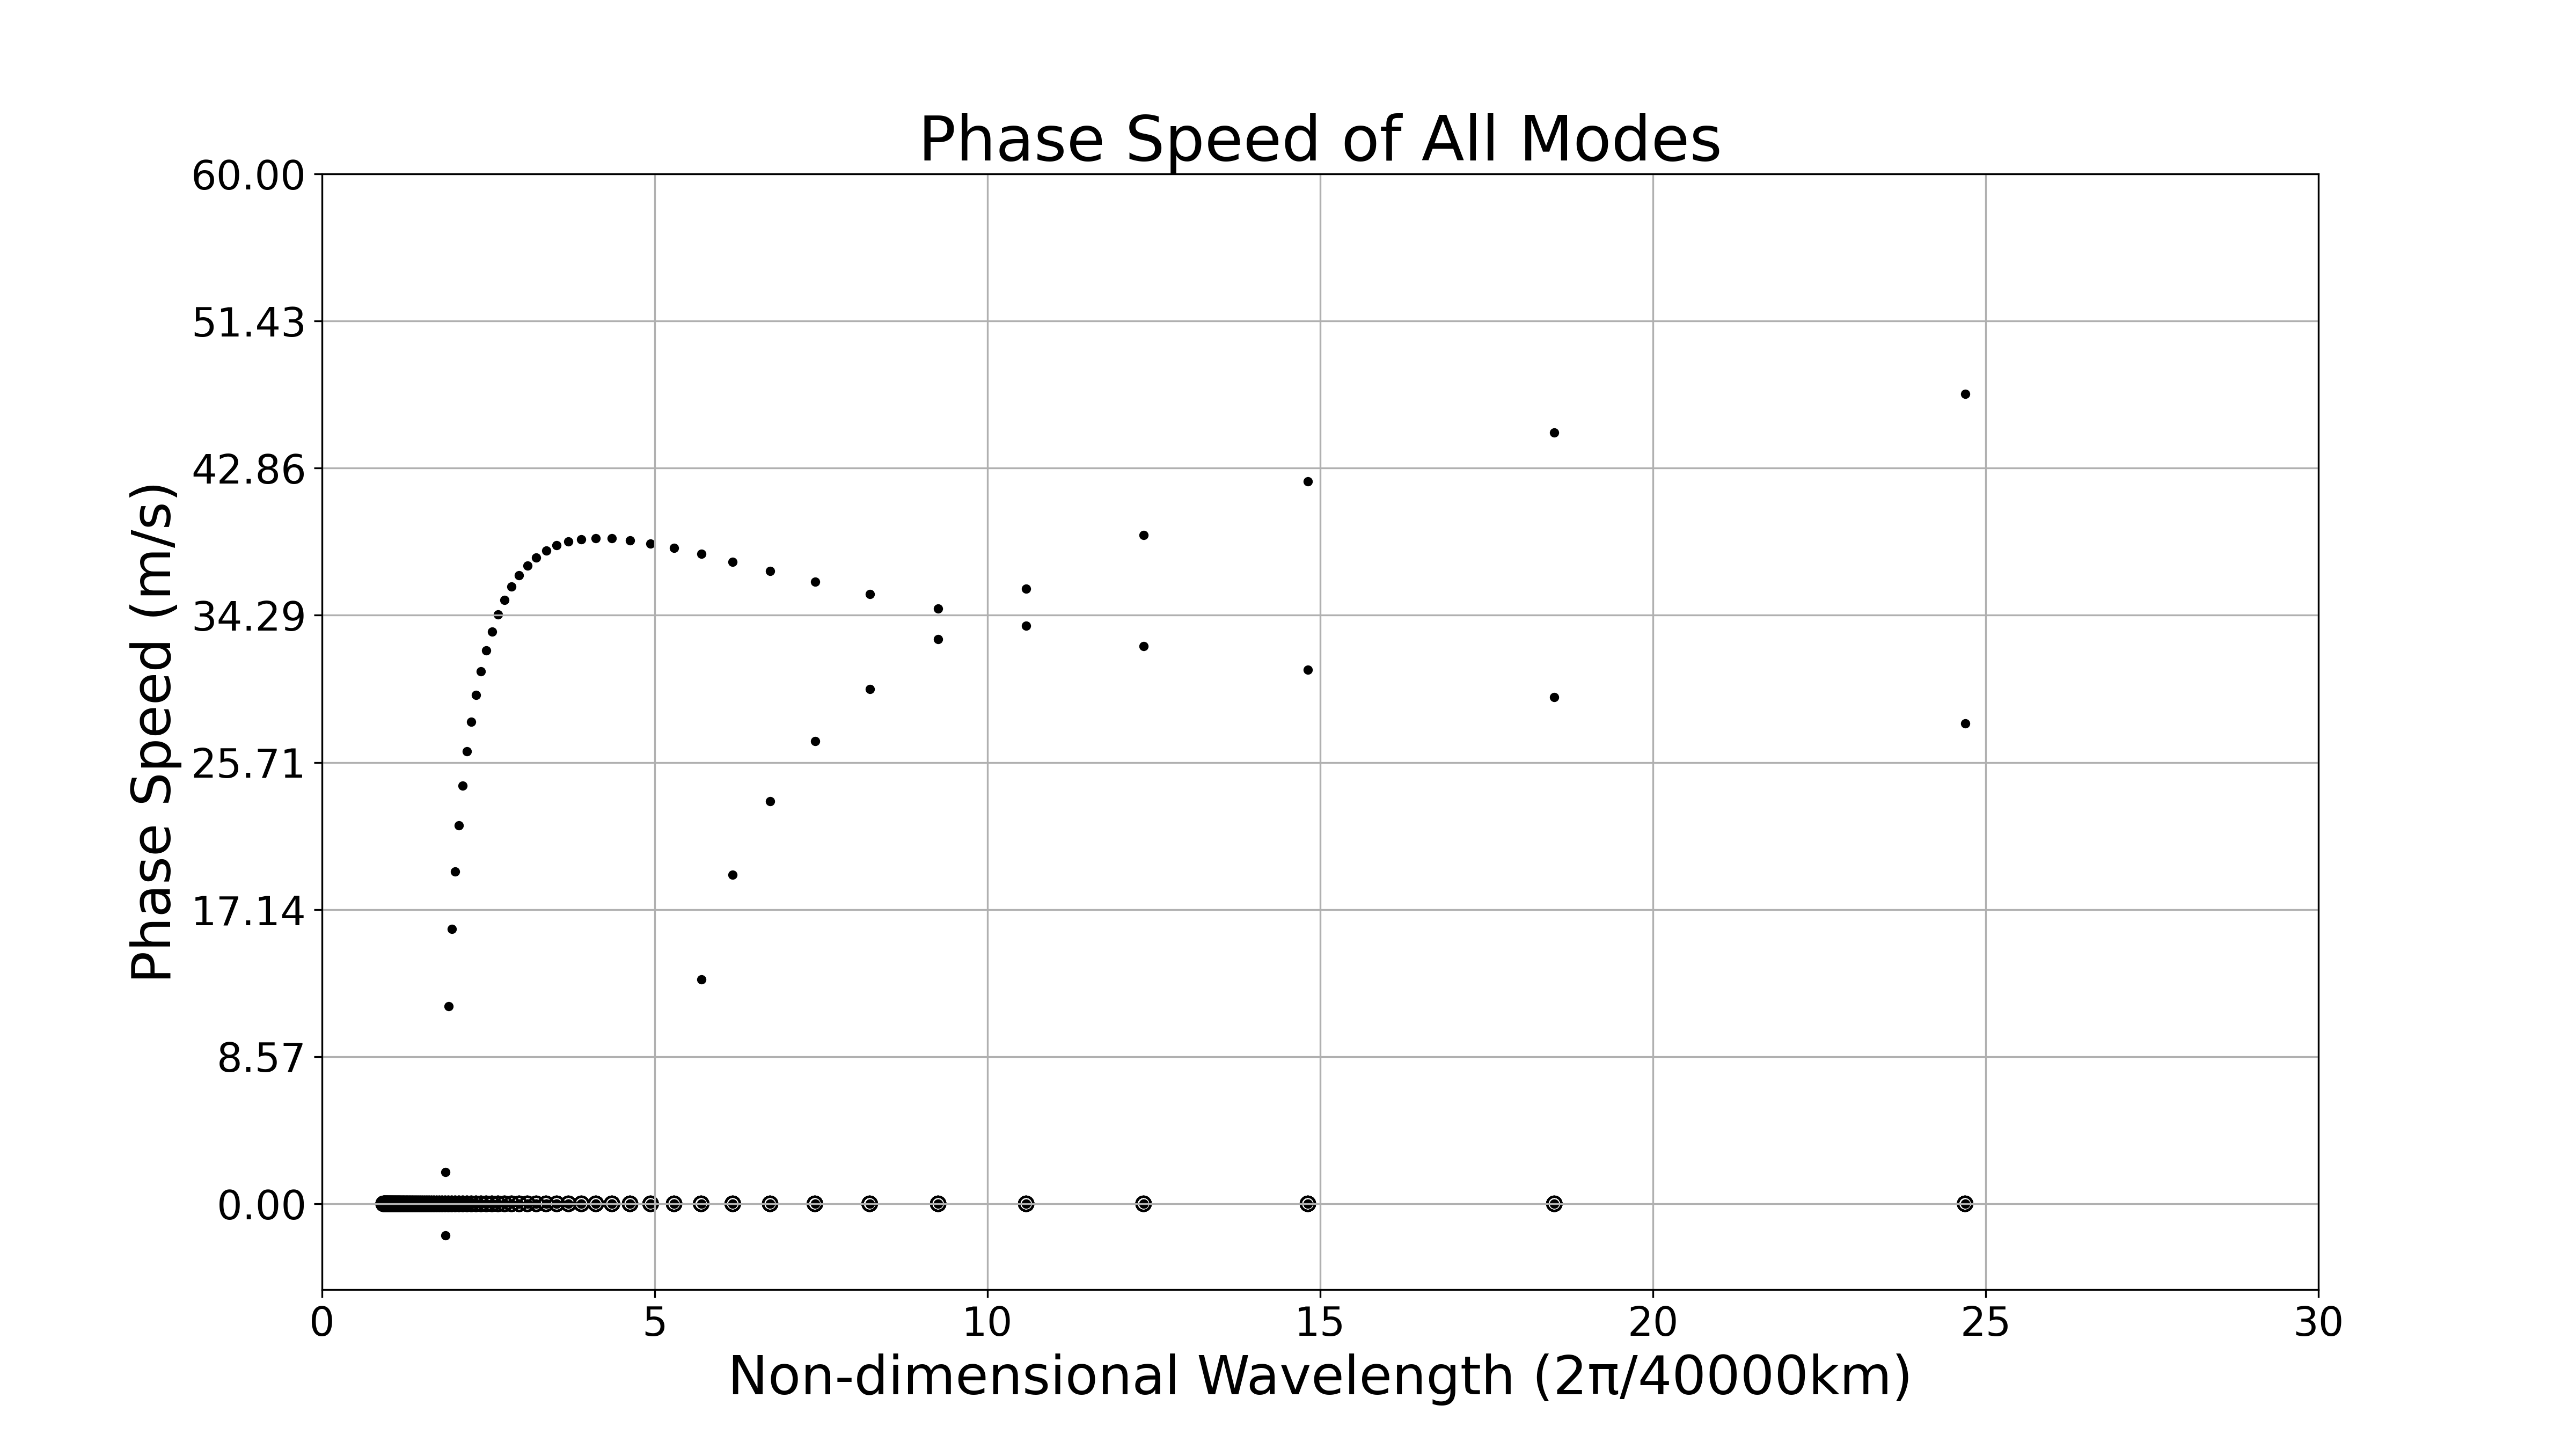 Phase Speed of All Modes
60.00
51.43
42.86
34.29
25.71
17.14
8.57
0.00
Phase Speed (m/s)
0 5 10 15 20 25 30
Non-dimensional Wavelength (2π/40000km)